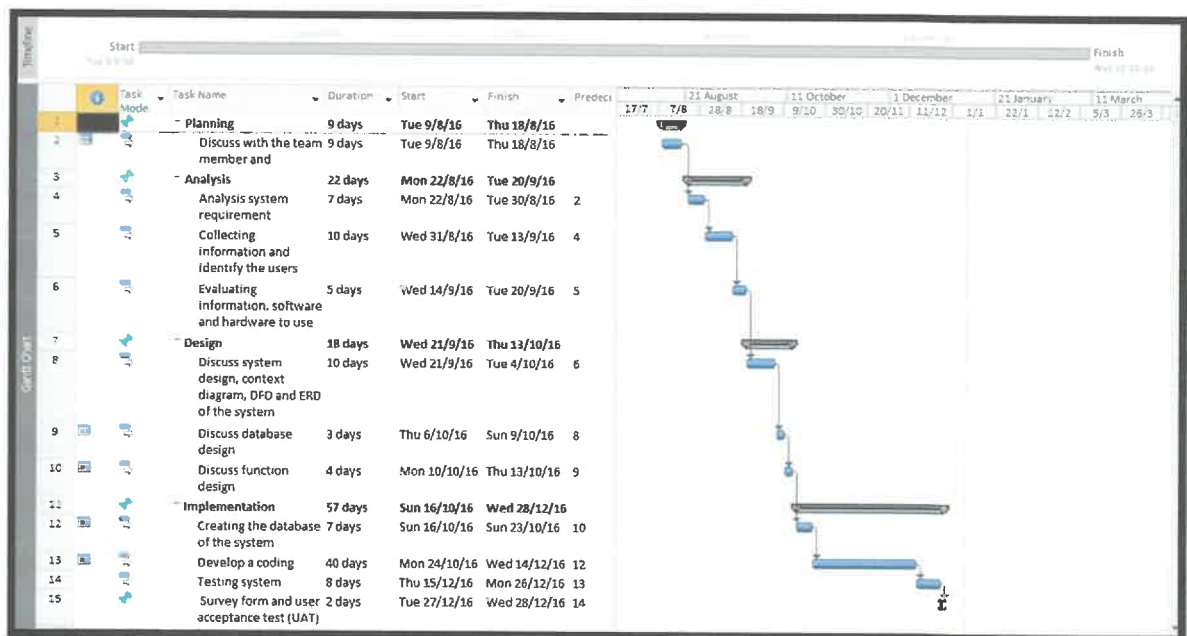 Timeline
Start
Finish
Task Mode Task Name Duration Start Finish Predece
21 August 11 October 1 December 21 January 11 March
17/7 7/8 28/8 18/9 9/10 30/10 20/11 11/12 1/1 22/1 12/2 5/3 26/3
Gantt Chart
1 Planning 9 days Tue 9/8/16 Thu 18/8/16
2 Discuss with the team 9 days Tue 9/8/16 Thu 18/8/16
member and
3 Analysis 22 days Mon 22/8/16 Tue 20/9/16
4 Analysis system 7 days Mon 22/8/16 Tue 30/8/16 2
requirement
5 Collecting 10 days Wed 31/8/16 Tue 13/9/16 4
information and
identify the users
6 Evaluating 5 days Wed 14/9/16 Tue 20/9/16 5
information, software
and hardware to use
7 Design 18 days Wed 21/9/16 Thu 13/10/16
8 Discuss system 10 days Wed 21/9/16 Tue 4/10/16 6
design, context
diagram, DFD and ERD
of the system
9 Discuss database 3 days Thu 6/10/16 Sun 9/10/16 8
design
10 Discuss function 4 days Mon 10/10/16 Thu 13/10/16 9
design
11 Implementation 57 days Sun 16/10/16 Wed 28/12/16
12 Creating the database 7 days Sun 16/10/16 Sun 23/10/16 10
of the system
13 Develop a coding 40 days Mon 24/10/16 Wed 14/12/16 12
14 Testing system 8 days Thu 15/12/16 Mon 26/12/16 13
15 Survey form and user 2 days Tue 27/12/16 Wed 28/12/16 14
acceptance test (UAT)